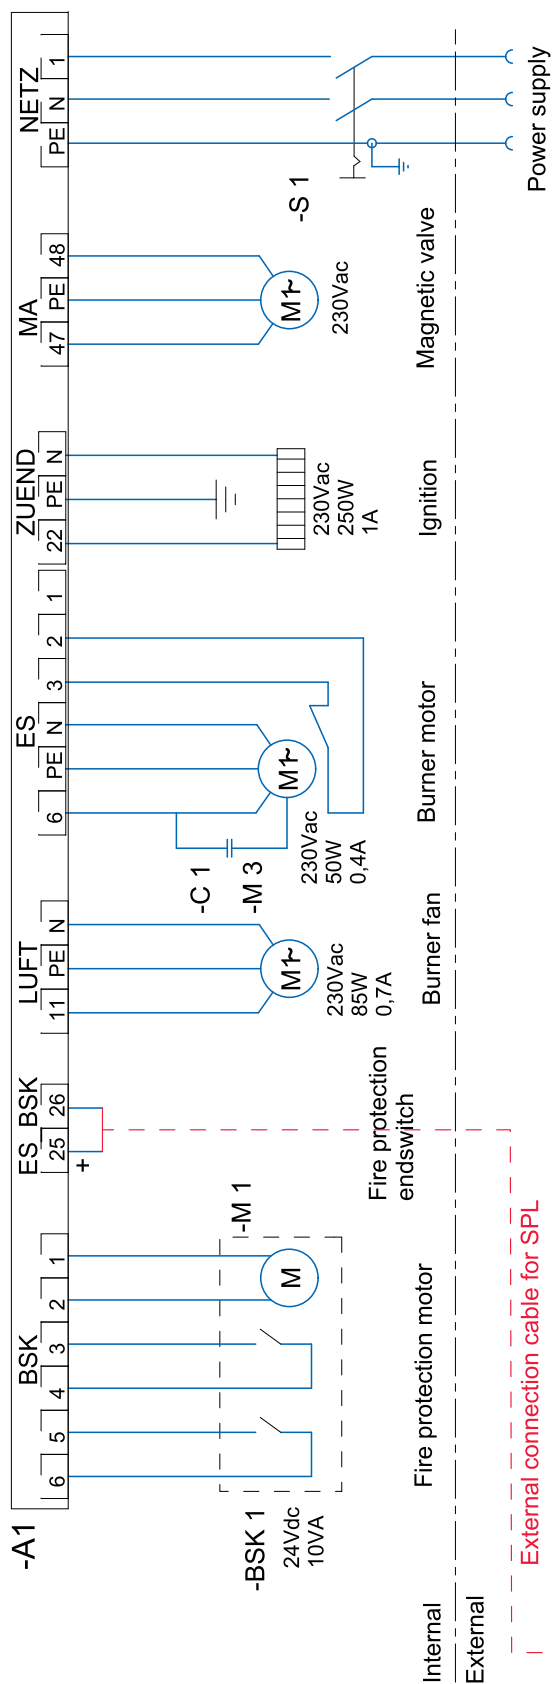 -A1
BSK
6 5 4 3 2 1
ES_BSK
25 26
+
LUFT
11 PE N
ES
6 PE N 3 2 1
ZUEND
22 PE N
MA
47 PE 48
NETZ
PE N 1
-BSK 1
24Vdc
10VA
-M 1
M
M1~
230Vac
85W
0,7A
-C 1
-M 3
M1~
230Vac
50W
0,4A
230Vac
250W
1A
M1~
230Vac
-S 1
Fire protection motor
Fire protection
endswitch
Burner fan
Burner motor
Ignition
Magnetic valve
Internal
External
External connection cable for SPL
Power supply